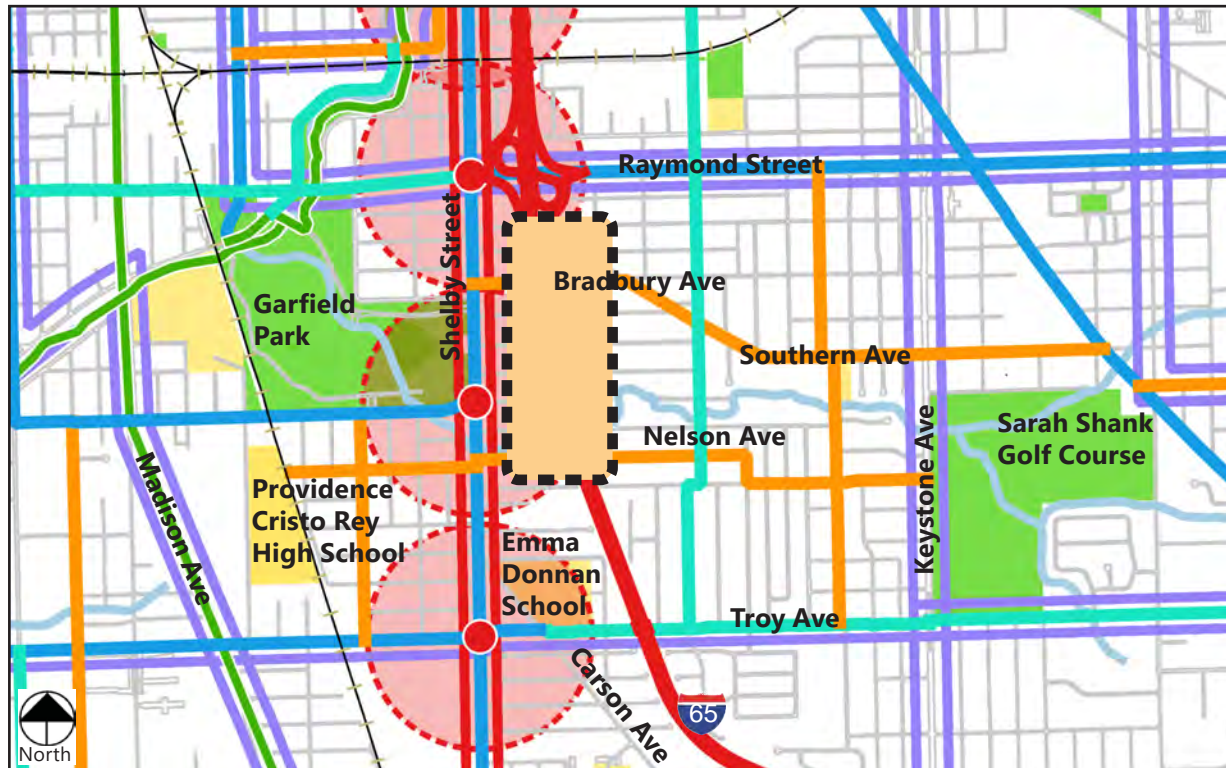 Raymond Street
Shelby Street
Bradbury Ave
Garfield
Park
Southern Ave
Sarah Shank
Golf Course
Nelson Ave
Keystone Ave
Madison Ave
Providence
Cristo Rey
High School
Emma
Donnan
School
Troy Ave
Carson Ave
65
North